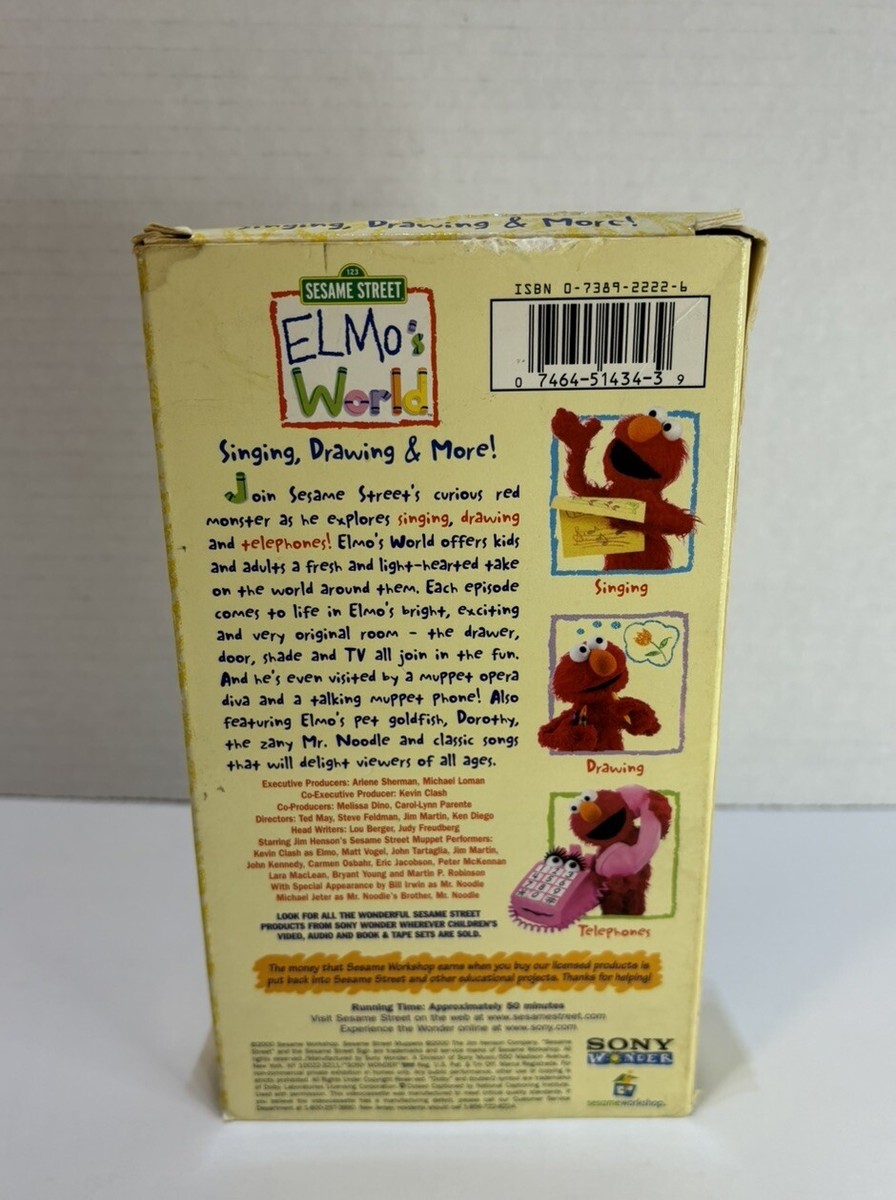 Singing, Drawing & More!
123
SESAME STREET
ELMO's
World
ISBN 0-7389-2222-6
0 7464-51434-3 9
Singing, Drawing & More!
Join Sesame Street's curious red
monster as he explores singing, drawing
and telephones! Elmo's World offers kids
and adults a fresh and light-hearted take
on the world around them. Each episode
comes to life in Elmo's bright, exciting
and very original room - the drawer,
door, shade and TV all join in the fun.
And he's even visited by a muppet opera
diva and a talking muppet phone! Also
featuring Elmo's pet goldfish, Dorothy,
the zany Mr. Noodle and classic songs
that will delight viewers of all ages.
Singing
Drawing
Telephones
Executive Producers: Arlene Sherman, Michael Loman
Co-Executive Producer: Kevin Clash
Co-Producers: Melissa Dino, Carol-Lynn Parente
Directors: Ted May, Steve Feldman, Jim Martin, Ken Diego
Head Writers: Lou Berger, Judy Freudberg
Starring Jim Henson's Sesame Street Muppet Performers:
Kevin Clash as Elmo, Matt Vogel, John Tartaglia, Jim Martin,
John Kennedy, Carmen Osbahr, Eric Jacobson, Peter McKennan
Lara MacLean, Bryant Young and Martin P. Robinson
With Special Appearance by Bill Irwin as Mr. Noodle
Michael Jeter as Mr. Noodle's Brother, Mr. Noodle
LOOK FOR ALL THE WONDERFUL SESAME STREET
PRODUCTS FROM SONY WONDER WHEREVER CHILDREN'S
VIDEO, AUDIO AND BOOK & TAPE SETS ARE SOLD.
The money that Sesame Workshop earns when you buy our licensed products is
put back into Sesame Street and other educational projects. Thanks for helping!
Running Time: Approximately 50 minutes
Visit Sesame Street on the web at www.sesamestreet.com
Experience the Wonder online at www.sony.com
SONY
WONDER
sesameworkshop.